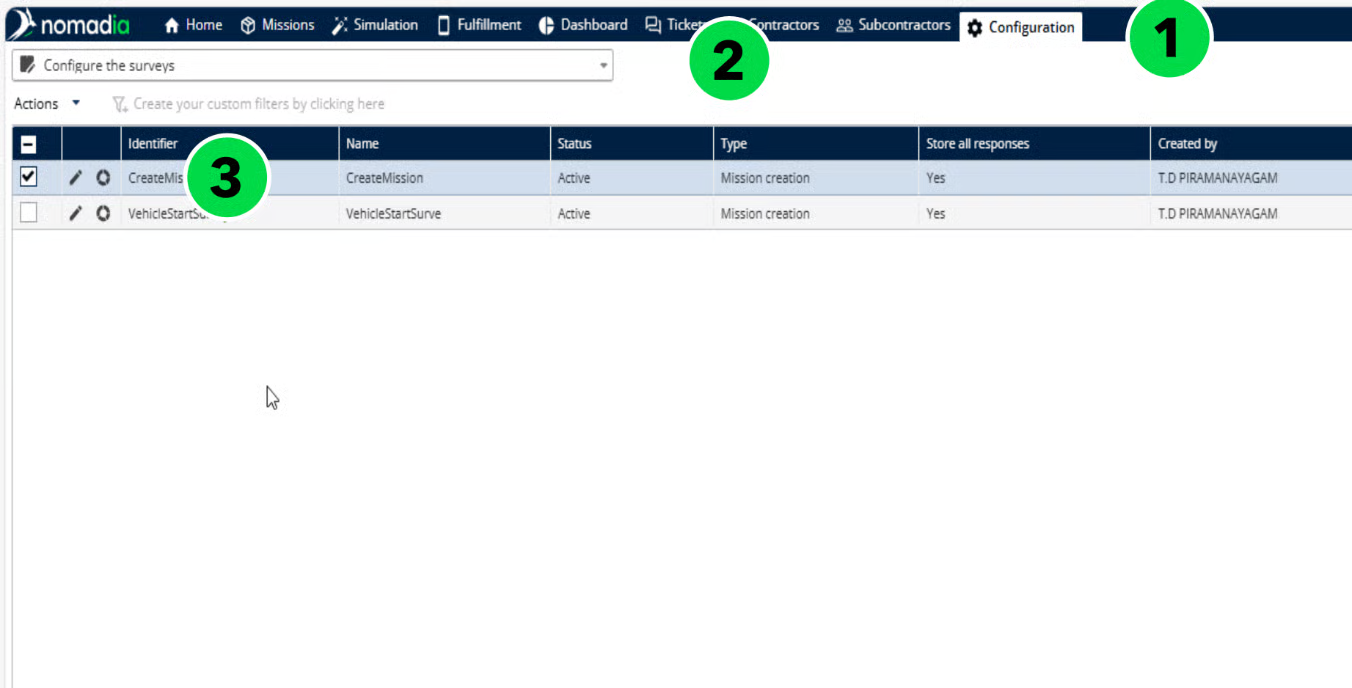 nomadia Home Missions Simulation Fulfillment Dashboard Contractors Subcontractors Configuration 1
Configure the surveys 2
Actions Create your custom filters by clicking here
Identifier Name Status Type Store all responses Created by
3 CreateMission Active Mission creation Yes T.D PIRAMANAYAGAM
VehicleStartSurve Active Mission creation Yes T.D PIRAMANAYAGAM